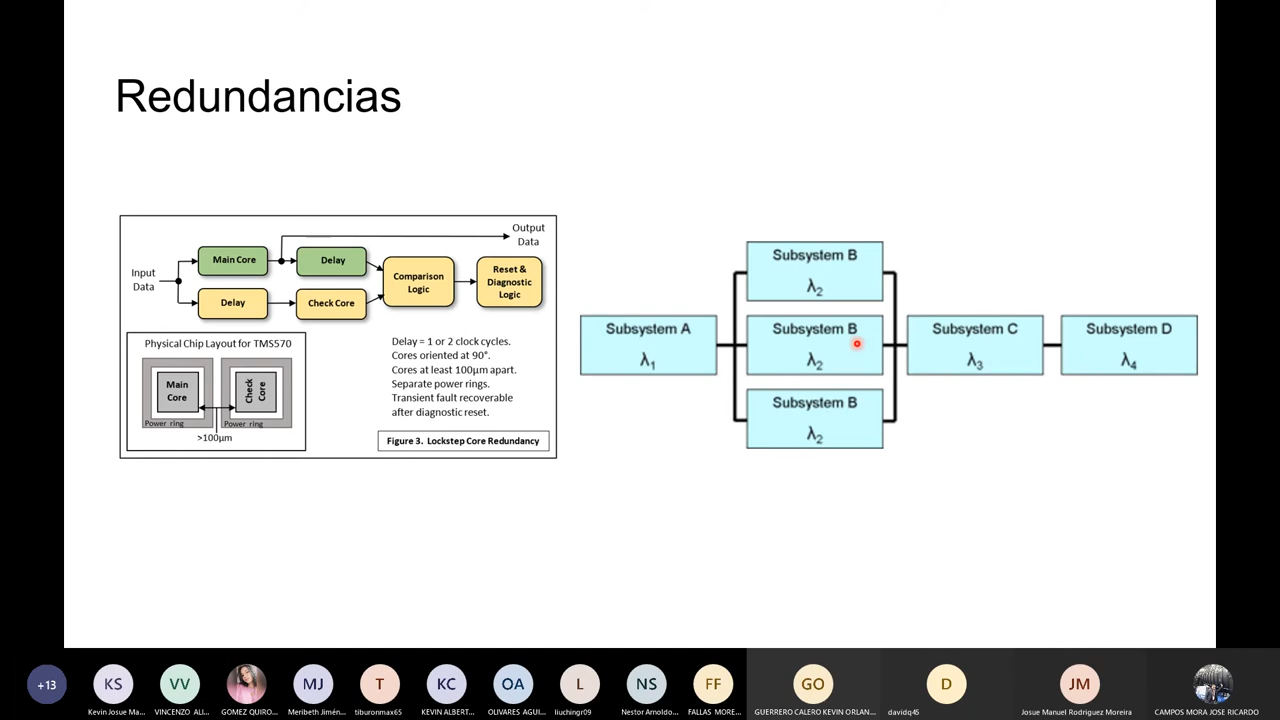 Redundancias
Input
Data
Main Core
Delay
Delay
Check Core
Comparison
Logic
Output
Data
Reset &
Diagnostic
Logic
Physical Chip Layout for TMS570
Main
Core
Check
Core
Power ring
Power ring
>100μm
Delay = 1 or 2 clock cycles.
Cores oriented at 90°.
Cores at least 100μm apart.
Separate power rings.
Transient fault recoverable
after diagnostic reset.
Figure 3. Lockstep Core Redundancy
Subsystem A
λ1
Subsystem B
λ2
Subsystem B
λ2
Subsystem B
λ2
Subsystem C
λ3
Subsystem D
λ4
+13
KS
Kevin Josue Ma...
VV
VINCENZO ALI...
GOMEZ QUIRO...
MJ
Meribeth Jimén...
T
tiburonmax65
KC
KEVIN ALBERT...
OA
OLIVARES AGUI...
L
liuchingr09
NS
Nestor Arnoldo...
FF
FALLAS MORE...
GO
GUERRERO CALERO KEVIN ORLAN...
D
davidq45
JM
Josue Manuel Rodriguez Moreira
CAMPOS MORA JOSE RICARDO